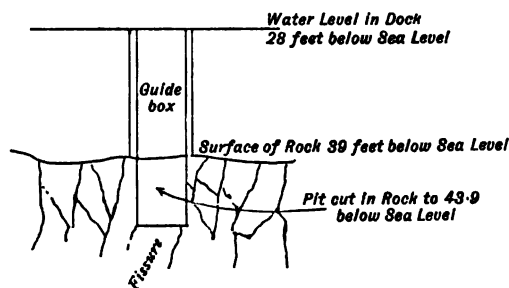 Water Level in Dock
28 feet below Sea Level
Guide
box
Surface of Rock 39 feet below Sea Level
Pit cut in Rock to 43·9
below Sea Level
Fissure